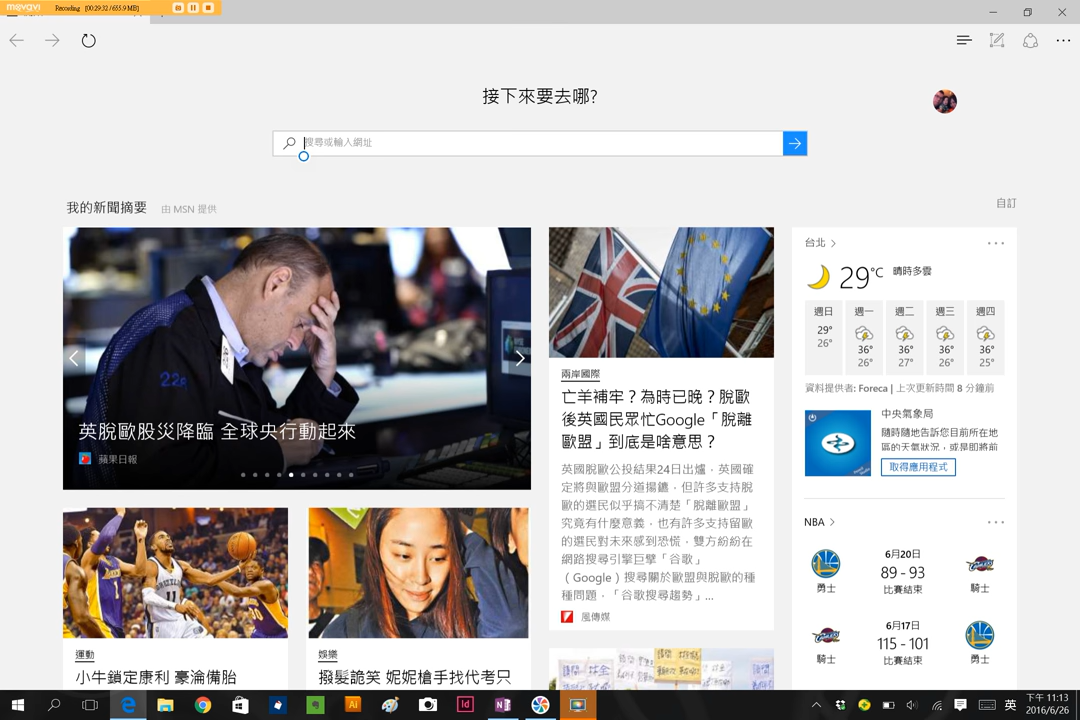 movavi Recording [00:29:32 / 655.9 MB]
接下來要去哪?
搜尋或輸入網址
我的新聞摘要 由 MSN 提供
自訂
22R
英脫歐股災降臨 全球央行動起來
蘋果日報
兩岸國際
亡羊補牢？為時已晚？脫歐
後英國民眾忙Google「脫離
歐盟」到底是啥意思？
英國脫歐公投結果24日出爐，英國確
定將與歐盟分道揚鑣，但許多支持脫
歐的選民似乎搞不清楚「脫離歐盟」
究竟有什麼意義，也有許多支持留歐
的選民對未來感到恐慌，雙方紛紛在
網路搜尋引擎巨擘「谷歌」
（Google）搜尋關於歐盟與脫歐的種
種問題，「谷歌搜尋趨勢」...
風傳媒
台北
29°C 晴時多雲
週日 週一 週二 週三 週四
29° 36° 36° 36° 36°
26° 26° 27° 26° 25°
資料提供者: Foreca | 上次更新時間 8 分鐘前
中央氣象局
隨時隨地告訴您目前所在地
區的天氣狀況，或是即將前
取得應用程式
NBA
6月20日
89 - 93
勇士 比賽結束 騎士
6月17日
115 - 101
騎士 比賽結束 勇士
運動
小牛鎖定康利 豪淪備胎
娛樂
撥髮詭笑 妮妮槍手找代考只
英
下午 11:13
2016/6/26